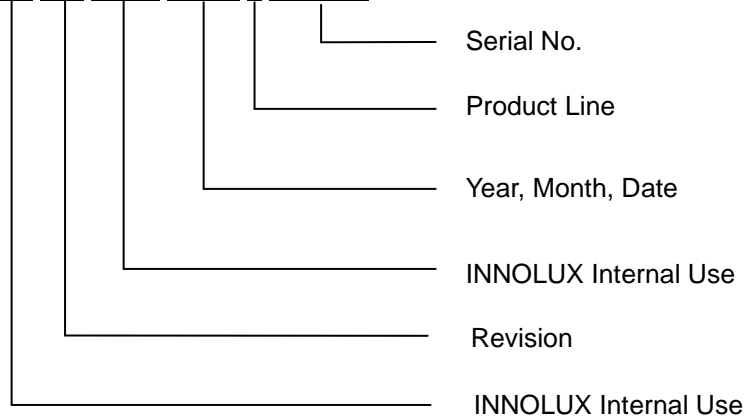 Serial No.
Product Line
Year, Month, Date
INNOLUX Internal Use
Revision
INNOLUX Internal Use